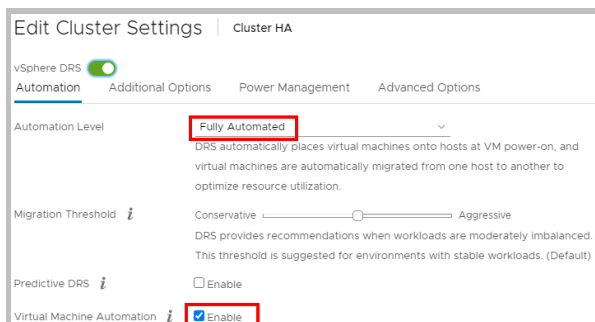 Edit Cluster Settings Cluster HA
vSphere DRS
Automation Additional Options Power Management Advanced Options
Automation Level Fully Automated
DRS automatically places virtual machines onto hosts at VM power-on, and
virtual machines are automatically migrated from one host to another to
optimize resource utilization.
Migration Threshold i Conservative Aggressive
DRS provides recommendations when workloads are moderately imbalanced.
This threshold is suggested for environments with stable workloads. (Default)
Predictive DRS i Enable
Virtual Machine Automation i Enable